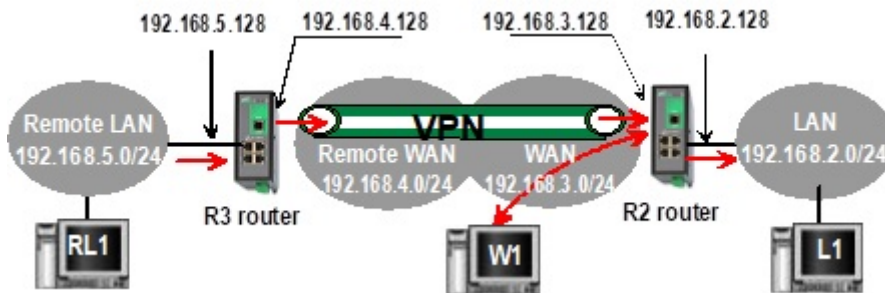 192.168.5.128
192.168.4.128
192.168.3.128
192.168.2.128
Remote LAN
192.168.5.0/24
VPN
Remote WAN
192.168.4.0/24
WAN
192.168.3.0/24
LAN
192.168.2.0/24
R3 router
R2 router
RL1
W1
L1